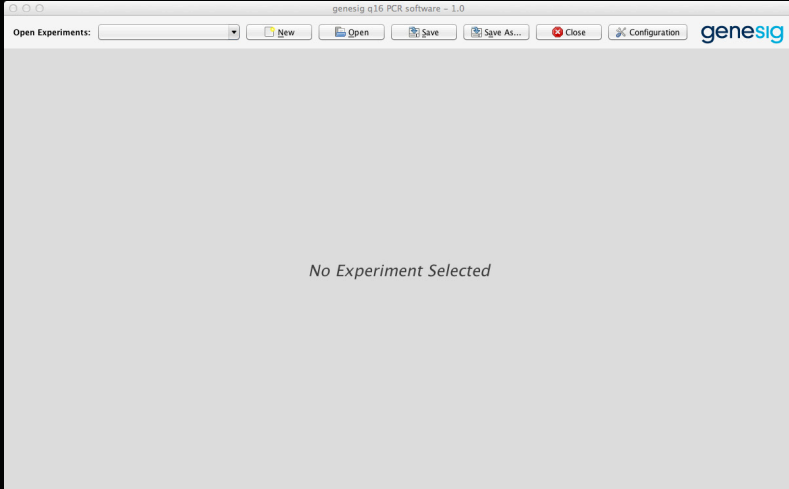 genesig q16 PCR software – 1.0
Open Experiments: New Open Save Save As... Close Configuration genesig
No Experiment Selected